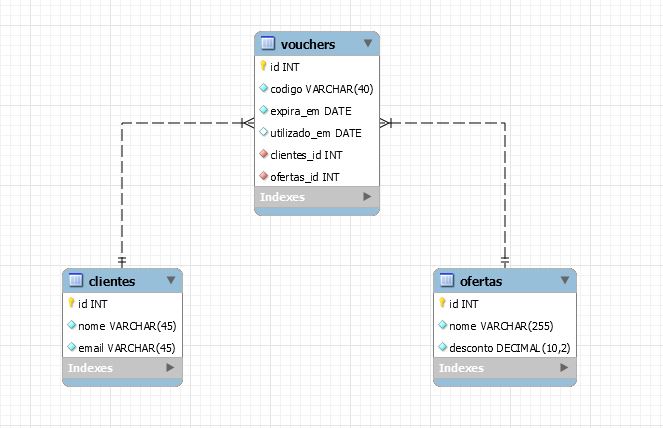 vouchers
id INT
codigo VARCHAR(40)
expira_em DATE
utilizado_em DATE
clientes_id INT
ofertas_id INT
Indexes
clientes
id INT
nome VARCHAR(45)
email VARCHAR(45)
Indexes
ofertas
id INT
nome VARCHAR(255)
desconto DECIMAL(10,2)
Indexes